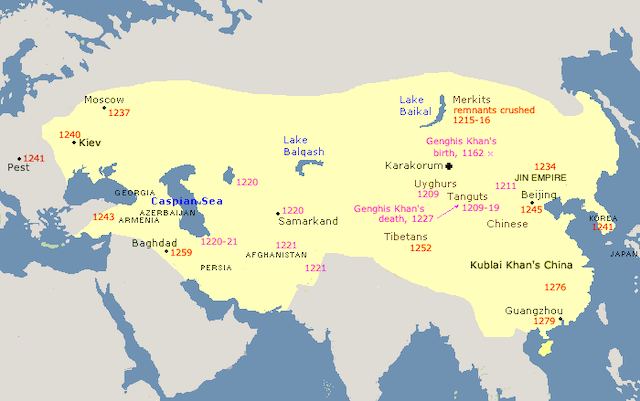 Moscow
1237
Lake
Baikal
Merkits
remnants crushed
1215-16
1240
Kiev
Lake
Balqash
Genghis Khan's
birth, 1162 ×
1241
Pest
Karakorum
1234
JIN EMPIRE
1220
Uyghurs
1209
1211
Tanguts
1209-19
Beijing
1245
GEORGIA
Caspian Sea
AZERBAIJAN
ARMENIA
1243
1220
Samarkand
Genghis Khan's
death, 1227
Chinese
KOREA
1241
Baghdad
1259
1220-21
1221
AFGHANISTAN
Tibetans
1252
JAPAN
PERSIA
1221
Kublai Khan's China
1276
Guangzhou
1279